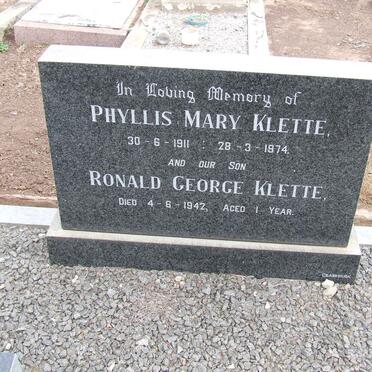 In Loving Memory of
PHYLLIS MARY KLETTE,
30-6-1911 : 28-3-1974.
AND OUR SON
RONALD GEORGE KLETTE,
DIED 4-6-1942, AGED 1 YEAR.